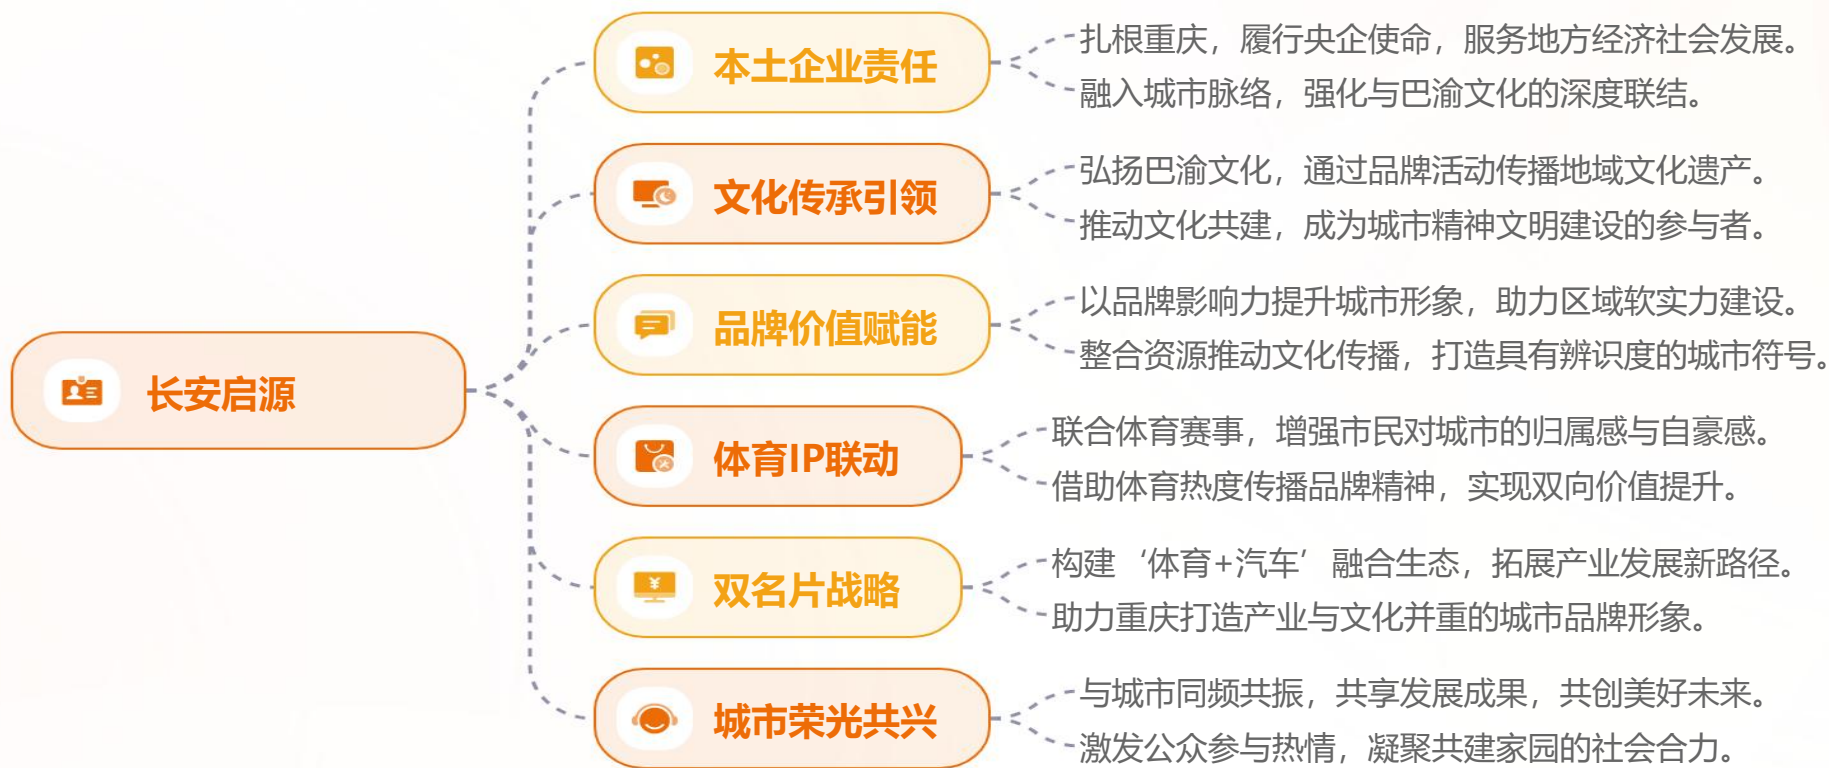 长安启源
本土企业责任
扎根重庆，履行央企使命，服务地方经济社会发展。
融入城市脉络，强化与巴渝文化的深度联结。
文化传承引领
弘扬巴渝文化，通过品牌活动传播地域文化遗产。
推动文化共建，成为城市精神文明建设的参与者。
品牌价值赋能
以品牌影响力提升城市形象，助力区域软实力建设。
整合资源推动文化传播，打造具有辨识度的城市符号。
体育IP联动
联合体育赛事，增强市民对城市的归属感与自豪感。
借助体育热度传播品牌精神，实现双向价值提升。
双名片战略
构建‘体育+汽车’融合生态，拓展产业发展新路径。
助力重庆打造产业与文化并重的城市品牌形象。
城市荣光共兴
与城市同频共振，共享发展成果，共创美好未来。
激发公众参与热情，凝聚共建家园的社会合力。